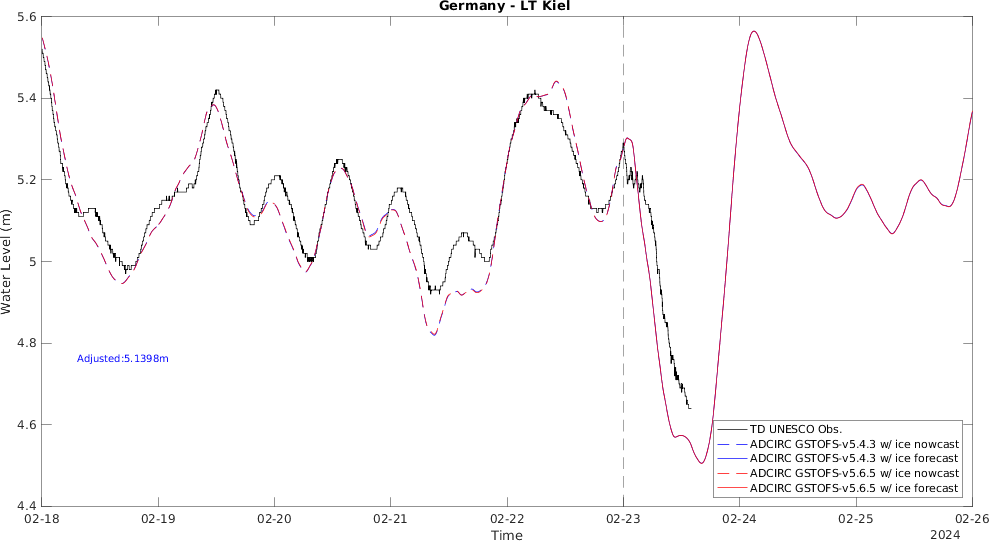 Germany - LT Kiel
5.6
5.4
5.2
5
4.8
4.6
4.4
Water Level (m)
Adjusted:5.1398m
TD UNESCO Obs.
ADCIRC GSTOFS-v5.4.3 w/ ice nowcast
ADCIRC GSTOFS-v5.4.3 w/ ice forecast
ADCIRC GSTOFS-v5.6.5 w/ ice nowcast
ADCIRC GSTOFS-v5.6.5 w/ ice forecast
02-18 02-19 02-20 02-21 02-22 02-23 02-24 02-25 02-26
Time
2024